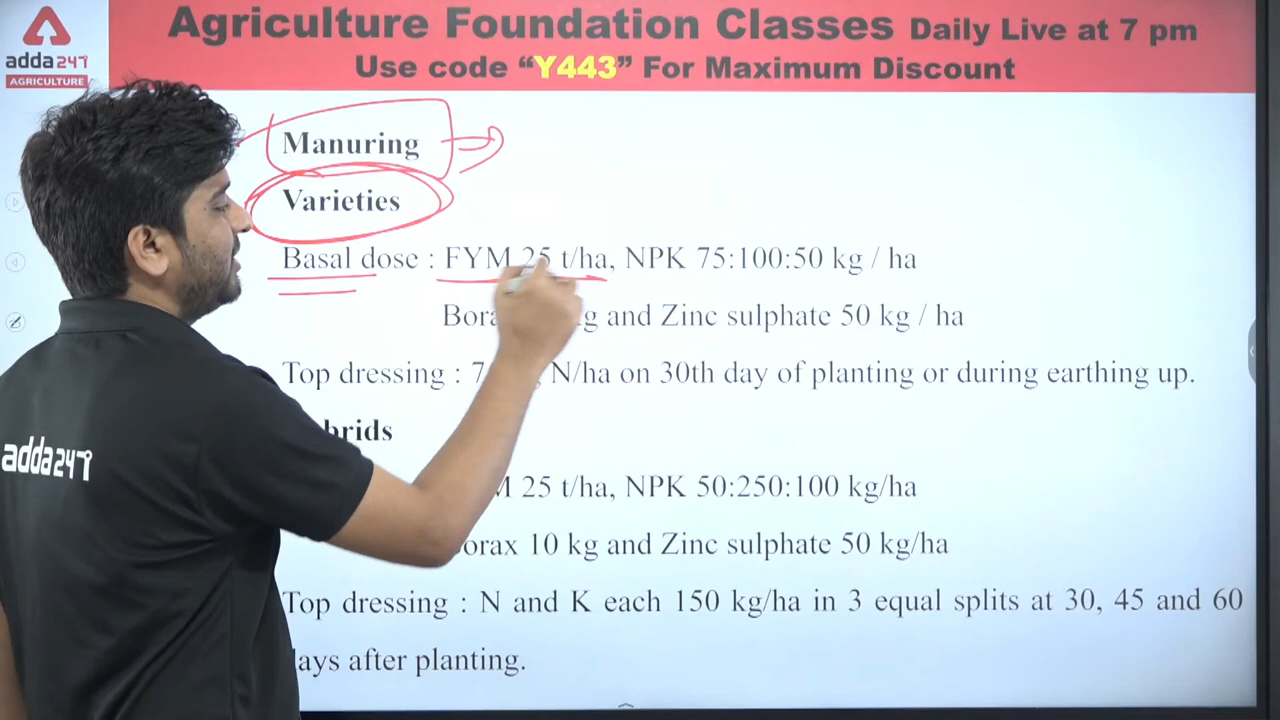 Agriculture Foundation Classes Daily Live at 7 pm
Use code “Y443” For Maximum Discount
adda247
AGRICULTURE
Manuring
Varieties
Basal dose : FYM 25 t/ha, NPK 75:100:50 kg / ha
and Zinc sulphate 50 kg / ha
Top dressing : N/ha on 30th day of planting or during earthing up.
25 t/ha, NPK 50:250:100 kg/ha
10 kg and Zinc sulphate 50 kg/ha
Top dressing : N and K each 150 kg/ha in 3 equal splits at 30, 45 and 60
after planting.
adda247